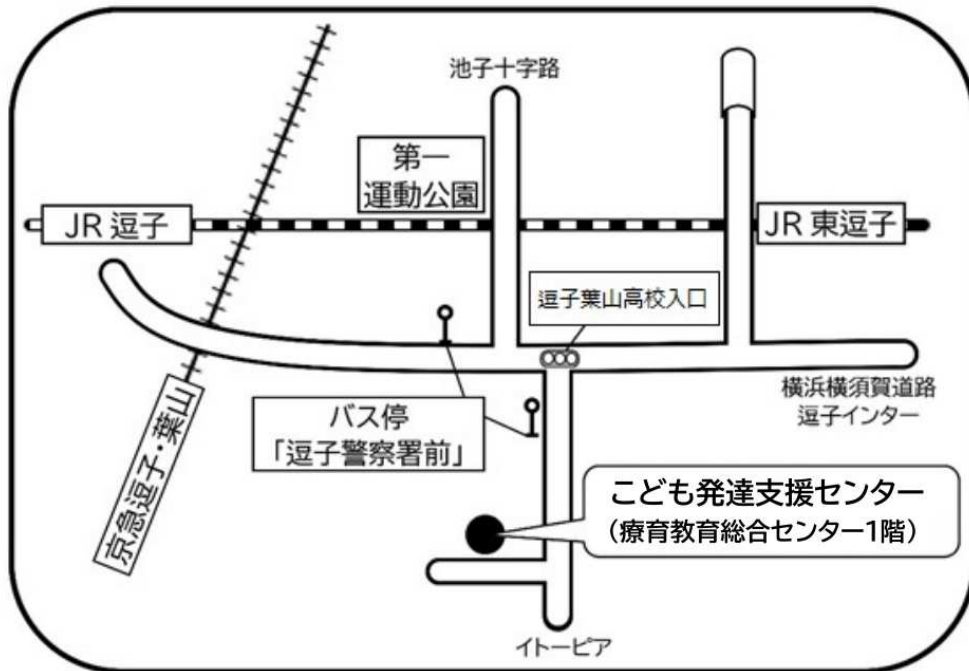 池子十字路
第一
運動公園
JR 逗子
JR 東逗子
逗子葉山高校入口
横浜横須賀道路
逗子インター
バス停
「逗子警察署前」
京急逗子・葉山
こども発達支援センター
（療育教育総合センター1階）
イトーピア